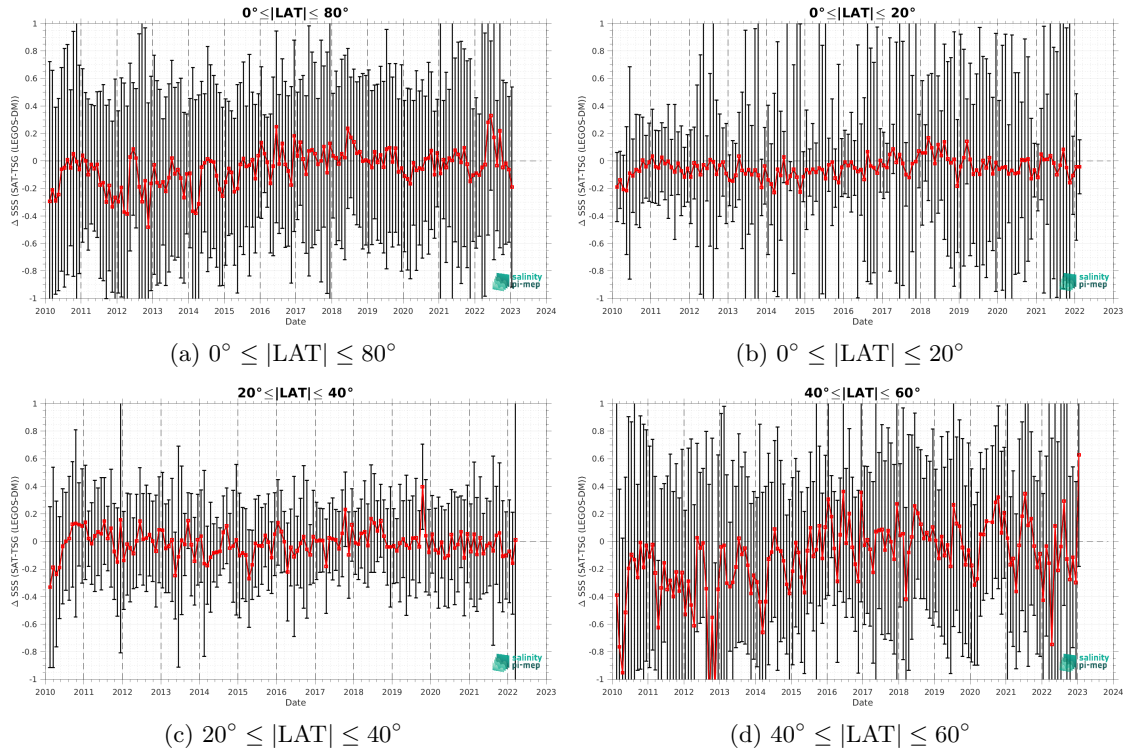 0°≤|LAT|≤ 80°
Δ SSS (SAT-TSG (LEGOS-DM))
1
0.8
0.6
0.4
0.2
0
-0.2
-0.4
-0.6
-0.8
-1
2010 2011 2012 2013 2014 2015 2016 2017 2018 2019 2020 2021 2022 2023 2024
Date
salinity
pi-mep
(a) 0° ≤ |LAT| ≤ 80°
0°≤|LAT|≤ 20°
Δ SSS (SAT-TSG (LEGOS-DM))
1
0.8
0.6
0.4
0.2
0
-0.2
-0.4
-0.6
-0.8
-1
2010 2011 2012 2013 2014 2015 2016 2017 2018 2019 2020 2021 2022 2023
Date
salinity
pi-mep
(b) 0° ≤ |LAT| ≤ 20°
20°≤|LAT|≤ 40°
Δ SSS (SAT-TSG (LEGOS-DM))
1
0.8
0.6
0.4
0.2
0
-0.2
-0.4
-0.6
-0.8
-1
2010 2011 2012 2013 2014 2015 2016 2017 2018 2019 2020 2021 2022 2023
Date
salinity
pi-mep
(c) 20° ≤ |LAT| ≤ 40°
40°≤|LAT|≤ 60°
Δ SSS (SAT-TSG (LEGOS-DM))
1
0.8
0.6
0.4
0.2
0
-0.2
-0.4
-0.6
-0.8
-1
2010 2011 2012 2013 2014 2015 2016 2017 2018 2019 2020 2021 2022 2023 2024
Date
salinity
pi-mep
(d) 40° ≤ |LAT| ≤ 60°